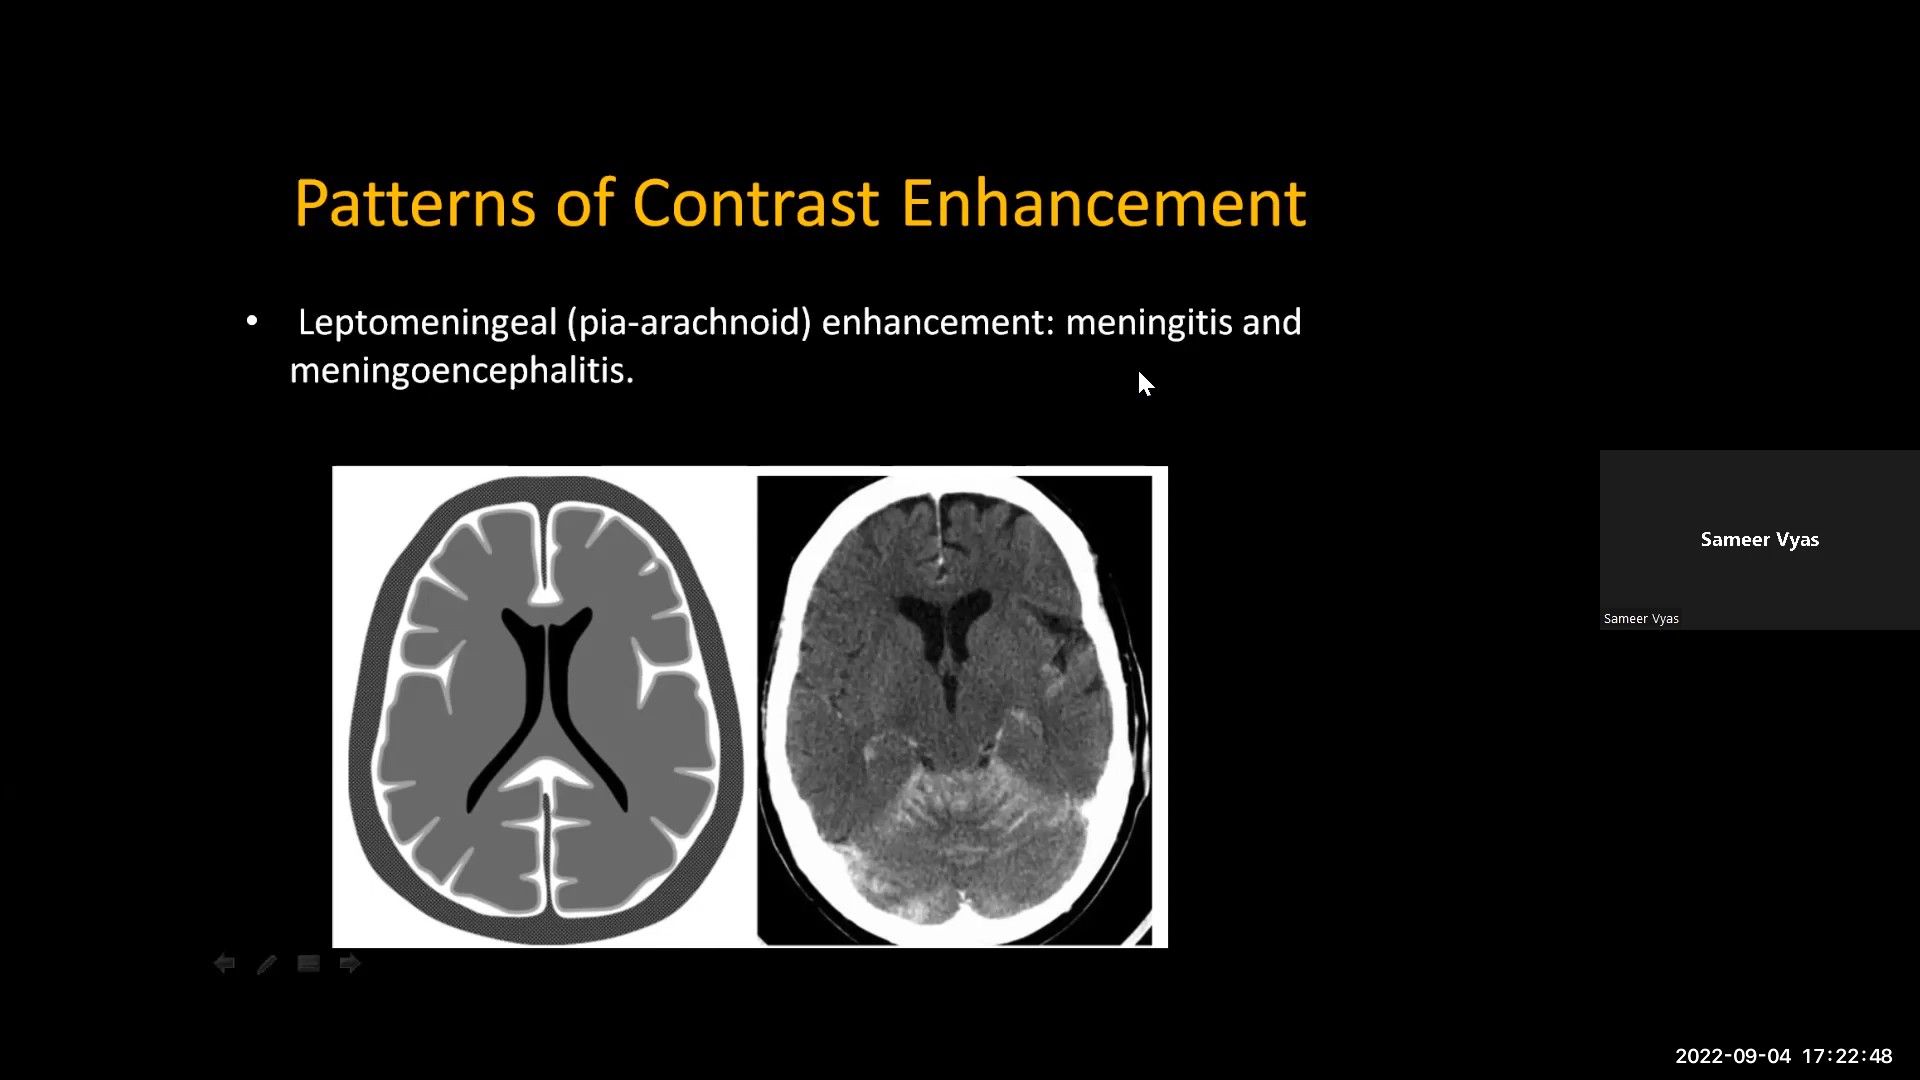 Patterns of Contrast Enhancement
• Leptomeningeal (pia-arachnoid) enhancement: meningitis and
meningoencephalitis.
Sameer Vyas
Sameer Vyas
2022-09-04 17:22:48